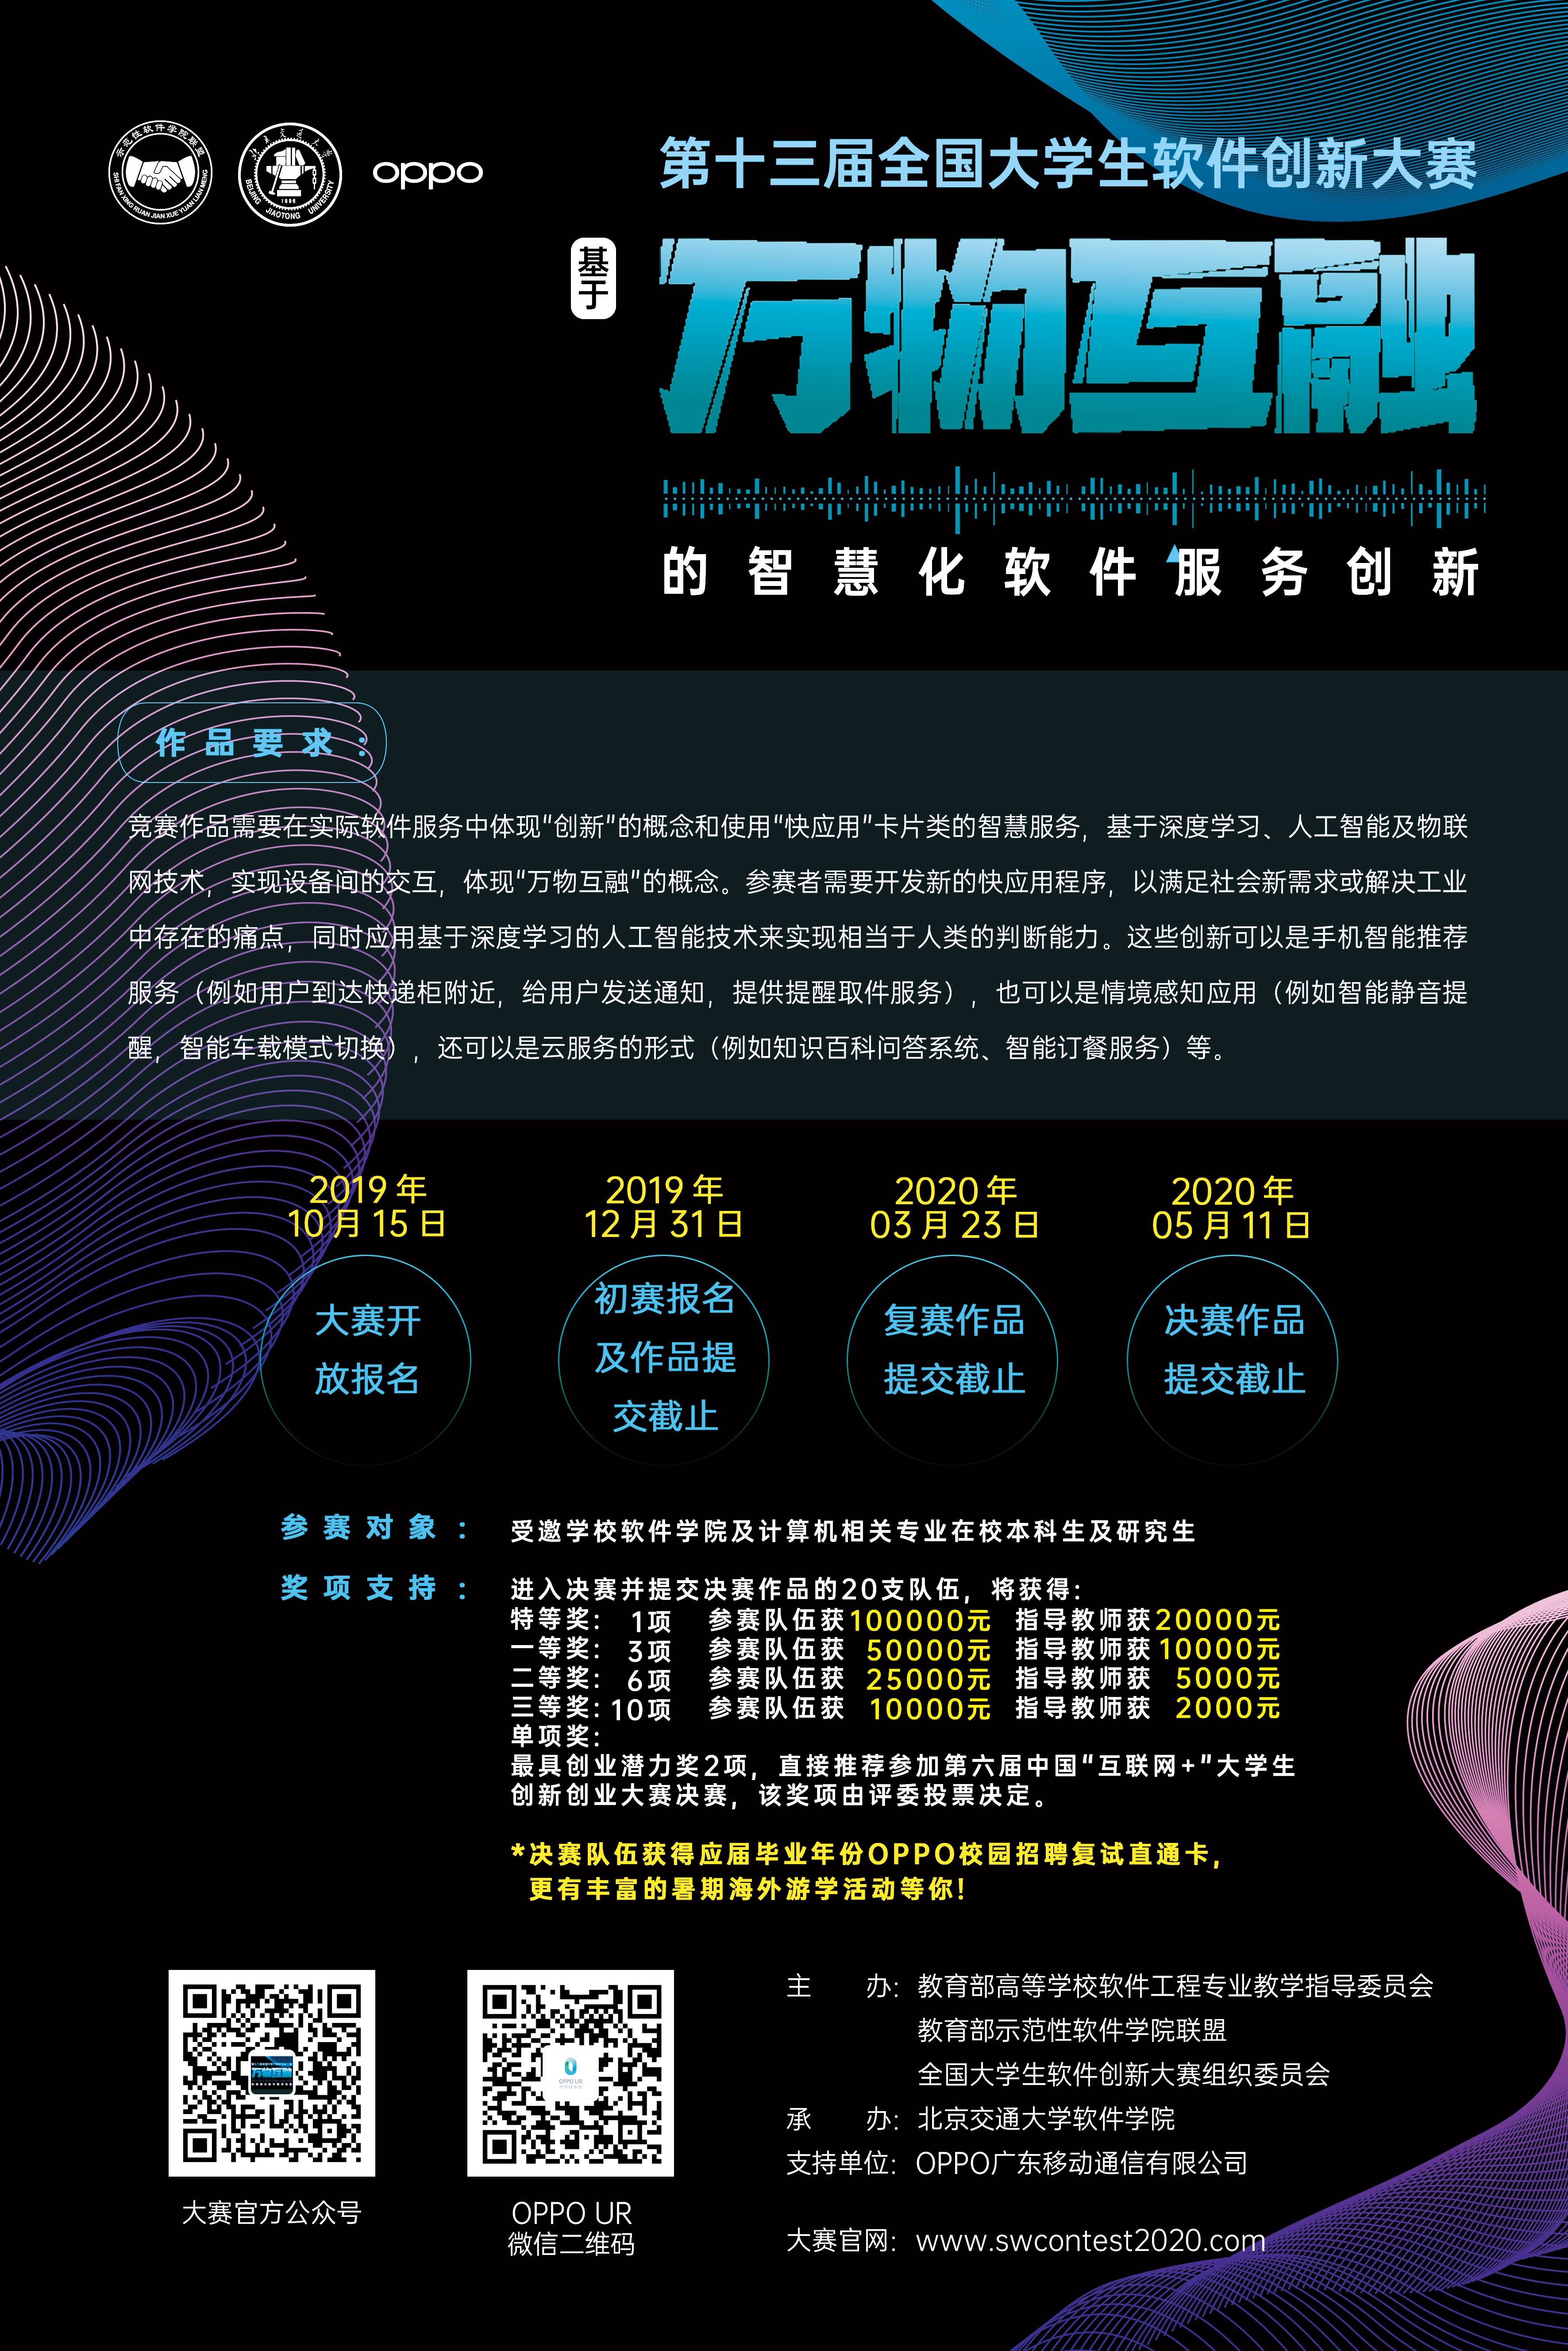 示范性软件学院联盟
SHI FAN XING RUAN JIAN XUE YUAN LIAN MENG
北京交通大学
1896
BEIJING JIAOTONG UNIVERSITY
oppo
第十三届全国大学生软件创新大赛
基于
万物互融
的智慧化软件服务创新
作品要求：
竞赛作品需要在实际软件服务中体现"创新"的概念和使用"快应用"卡片类的智慧服务，基于深度学习、人工智能及物联
网技术，实现设备间的交互，体现"万物互融"的概念。参赛者需要开发新的快应用程序，以满足社会新需求或解决工业
中存在的痛点，同时应用基于深度学习的人工智能技术来实现相当于人类的判断能力。这些创新可以是手机智能推荐
服务（例如用户到达快递柜附近，给用户发送通知，提供提醒取件服务），也可以是情境感知应用（例如智能静音提
醒，智能车载模式切换），还可以是云服务的形式（例如知识百科问答系统、智能订餐服务）等。
2019年
10月15日
大赛开
放报名
2019年
12月31日
初赛报名
及作品提
交截止
2020年
03月23日
复赛作品
提交截止
2020年
05月11日
决赛作品
提交截止
参赛对象： 受邀学校软件学院及计算机相关专业在校本科生及研究生
奖项支持： 进入决赛并提交决赛作品的20支队伍，将获得：
特等奖： 1项 参赛队伍获100000元 指导教师获20000元
一等奖： 3项 参赛队伍获 50000元 指导教师获10000元
二等奖： 6项 参赛队伍获 25000元 指导教师获 5000元
三等奖：10项 参赛队伍获 10000元 指导教师获 2000元
单项奖：
最具创业潜力奖2项，直接推荐参加第六届中国"互联网+"大学生
创新创业大赛决赛，该奖项由评委投票决定。
*决赛队伍获得应届毕业年份OPPO校园招聘复试直通卡，
更有丰富的暑期海外游学活动等你！
大赛官方公众号
OPPO UR
OPPO UR
微信二维码
主 办： 教育部高等学校软件工程专业教学指导委员会
教育部示范性软件学院联盟
全国大学生软件创新大赛组织委员会
承 办： 北京交通大学软件学院
支持单位： OPPO广东移动通信有限公司
大赛官网： www.swcontest2020.com